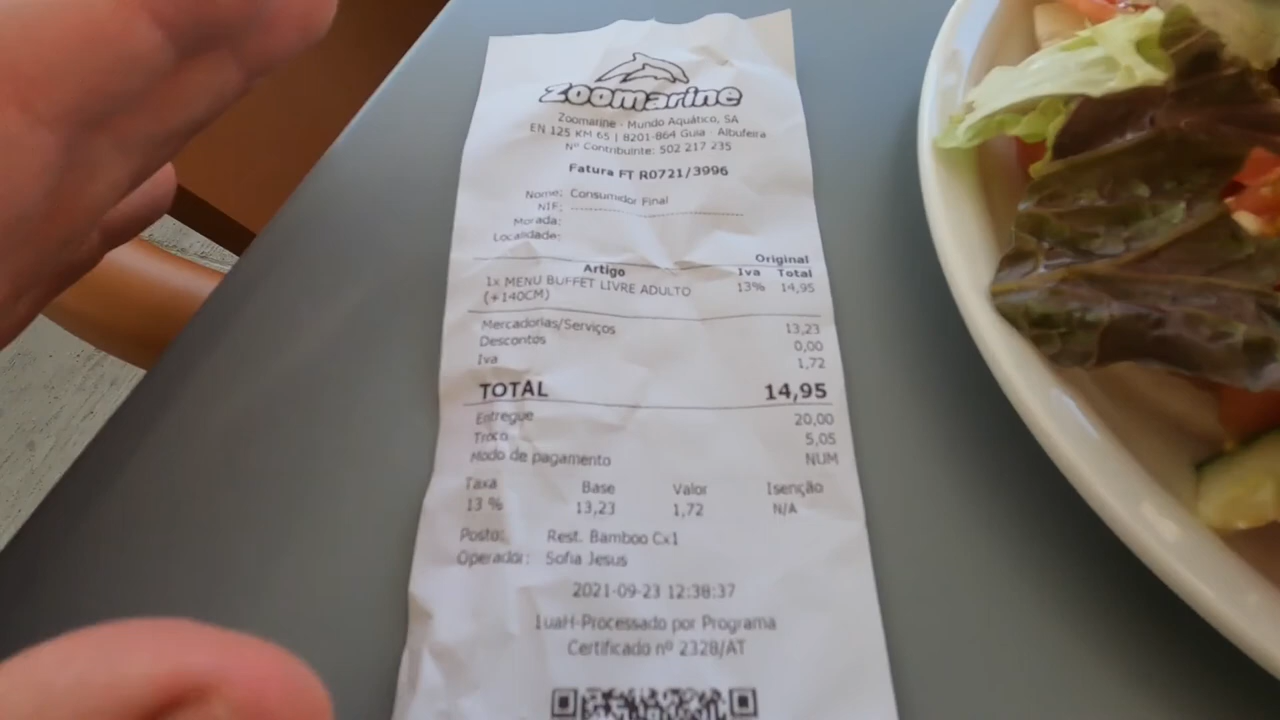 zoomarine
Zoomarine - Mundo Aquático, SA
EN 125 KM 65 | 8201-864 Guia - Albufeira
Nº Contribuinte: 502 217 235
Fatura FT R0721/3996
Nome: Consumidor Final
NIF: --------------------
Morada:
Localidade:
Original
Artigo Iva Total
1x MENU BUFFET LIVRE ADULTO 13% 14,95
(+140CM)
Mercadorias/Serviços 13,23
Descontos 0,00
Iva 1,72
TOTAL 14,95
Entregue 20,00
Troco 5,05
Modo de pagamento NUM
Taxa Base Valor Isenção
13 % 13,23 1,72 N/A
Posto: Rest. Bamboo Cx1
Operador: Sofia Jesus
2021-09-23 12:38:37
1uaH-Processado por Programa
Certificado nº 2328/AT